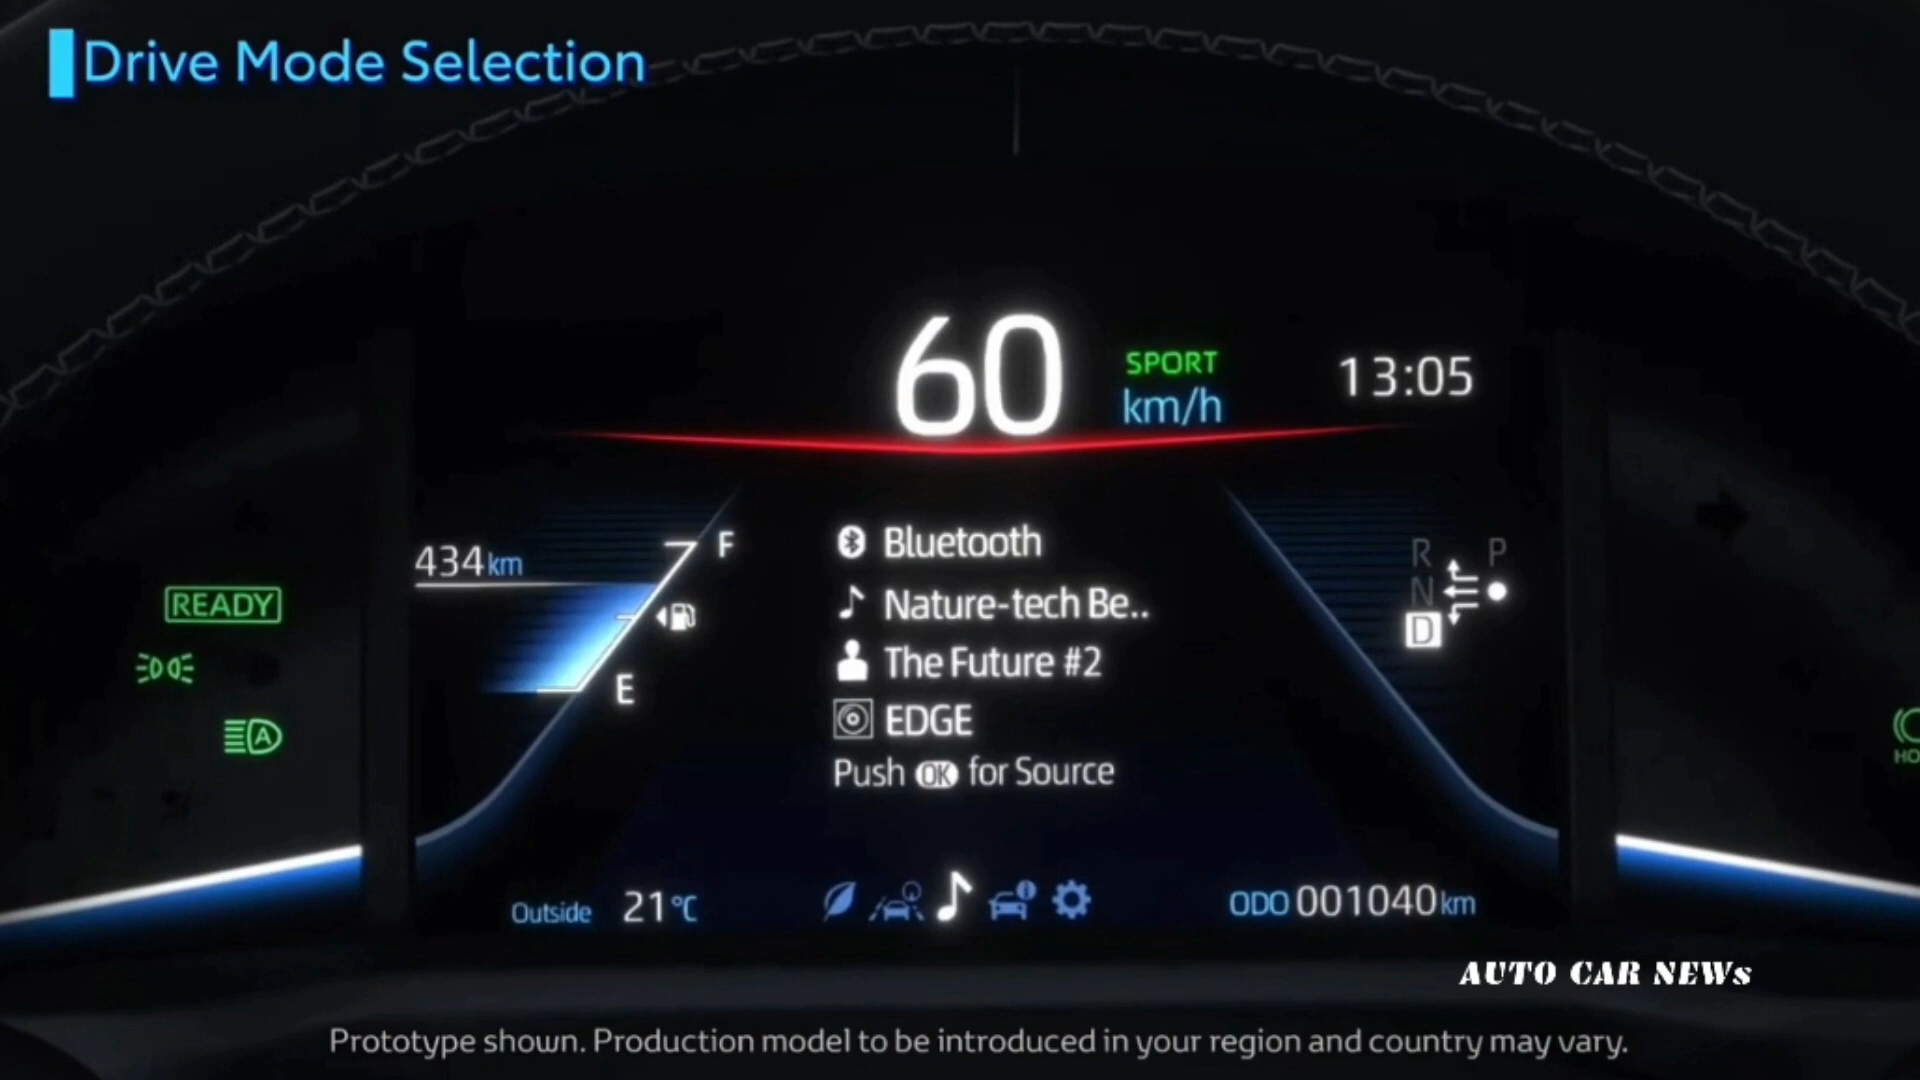 Drive Mode Selection
60
SPORT
km/h
13:05
434km
F
E
READY
A
Bluetooth
Nature-tech Be..
The Future #2
EDGE
Push OK for Source
R
P
N
D
HO
Outside 21°C
ODO 001040 km
AUTO CAR NEWs
Prototype shown. Production model to be introduced in your region and country may vary.